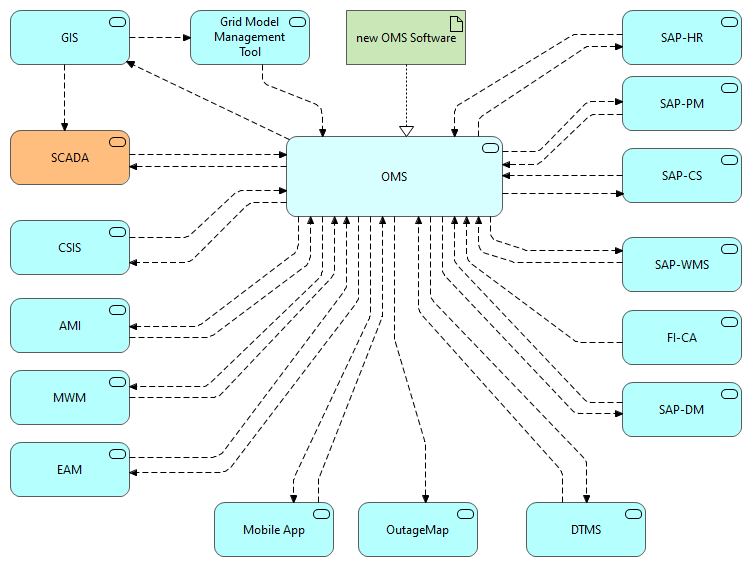 GIS
Grid Model
Management
Tool
new OMS Software
SAP-HR
SAP-PM
SCADA
OMS
SAP-CS
CSIS
SAP-WMS
AMI
FI-CA
MWM
SAP-DM
EAM
Mobile App
OutageMap
DTMS